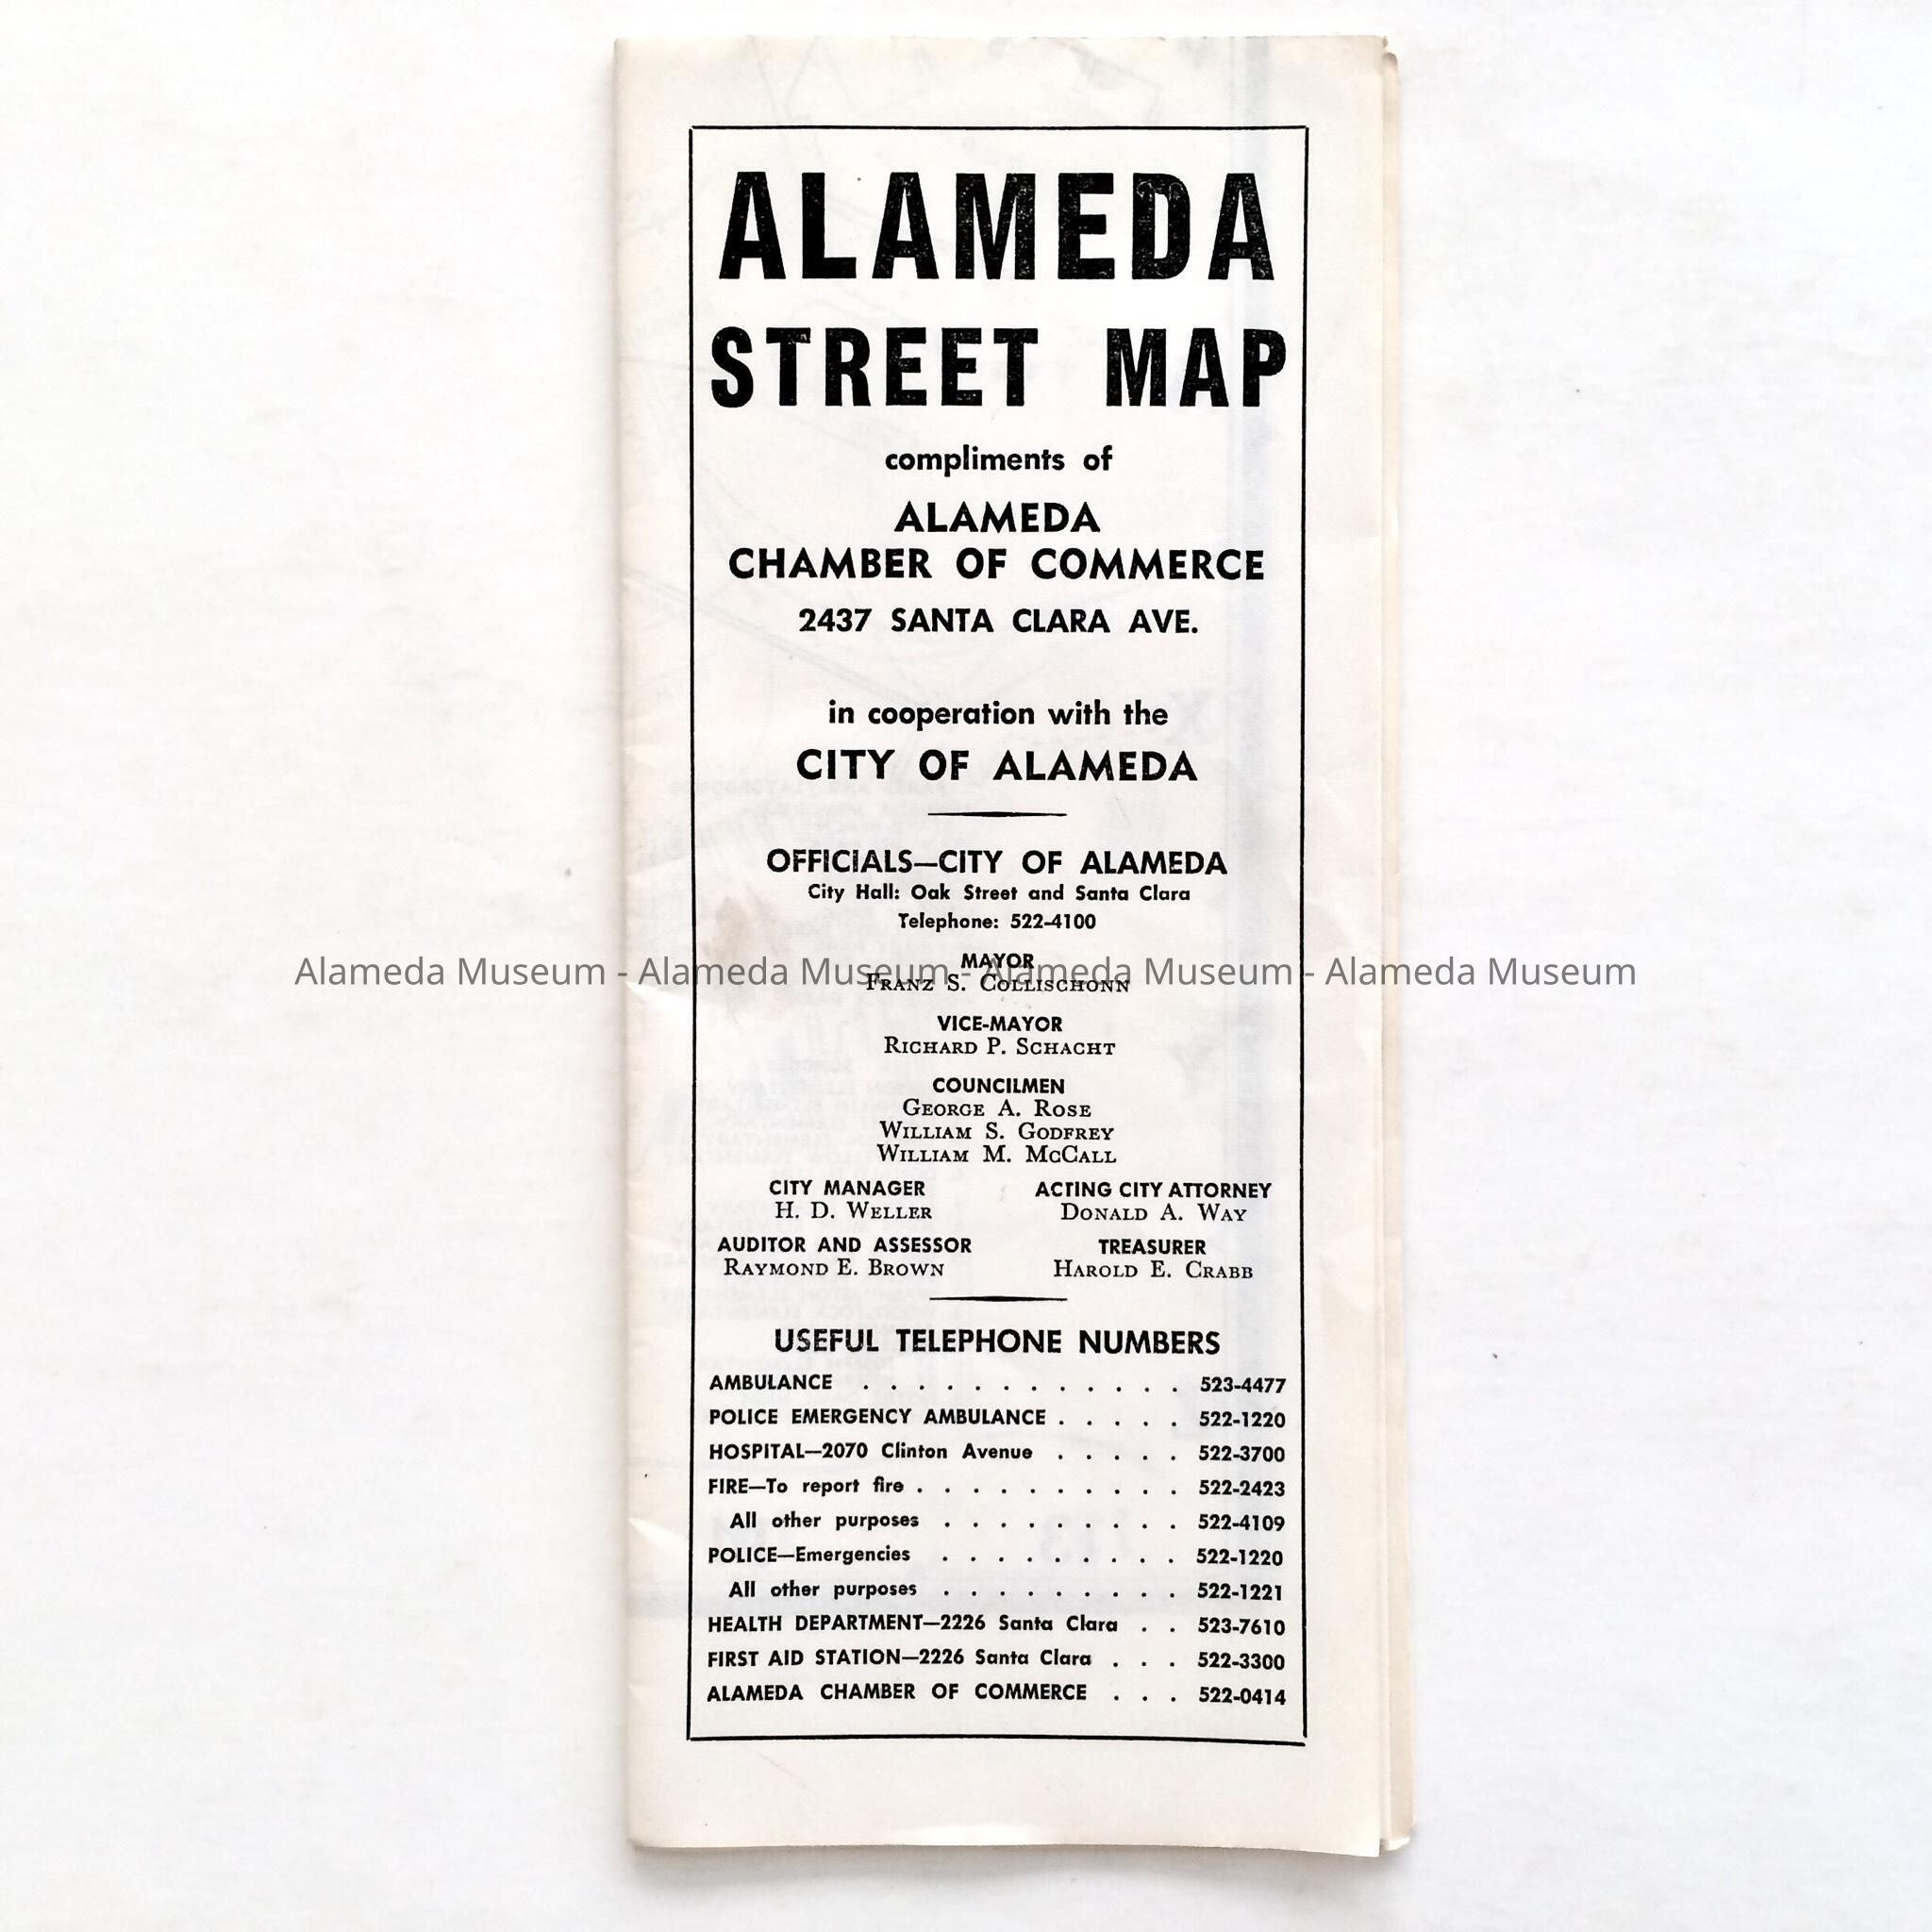 ALAMEDA
STREET MAP
compliments of
ALAMEDA
CHAMBER OF COMMERCE
2437 SANTA CLARA AVE.
in cooperation with the
CITY OF ALAMEDA
OFFICIALS—CITY OF ALAMEDA
City Hall: Oak Street and Santa Clara
Telephone: 522-4100
MAYOR
Alameda Museum - Alameda Museum - Alameda Museum - Alameda Museum
FRANZ S. COLLISCHONN
VICE-MAYOR
RICHARD P. SCHACHT
COUNCILMEN
GEORGE A. ROSE
WILLIAM S. GODFREY
WILLIAM M. MCCALL
CITY MANAGER
H. D. WELLER
ACTING CITY ATTORNEY
DONALD A. WAY
AUDITOR AND ASSESSOR
RAYMOND E. BROWN
TREASURER
HAROLD E. CRABB
USEFUL TELEPHONE NUMBERS
AMBULANCE . . . . . . . . . . . . 523-4477
POLICE EMERGENCY AMBULANCE . . . . . 522-1220
HOSPITAL—2070 Clinton Avenue . . . . . 522-3700
FIRE—To report fire . . . . . . . . . . 522-2423
All other purposes . . . . . . . . . 522-4109
POLICE—Emergencies . . . . . . . . . 522-1220
All other purposes . . . . . . . . . 522-1221
HEALTH DEPARTMENT—2226 Santa Clara . . 523-7610
FIRST AID STATION—2226 Santa Clara . . . 522-3300
ALAMEDA CHAMBER OF COMMERCE . . . 522-0414